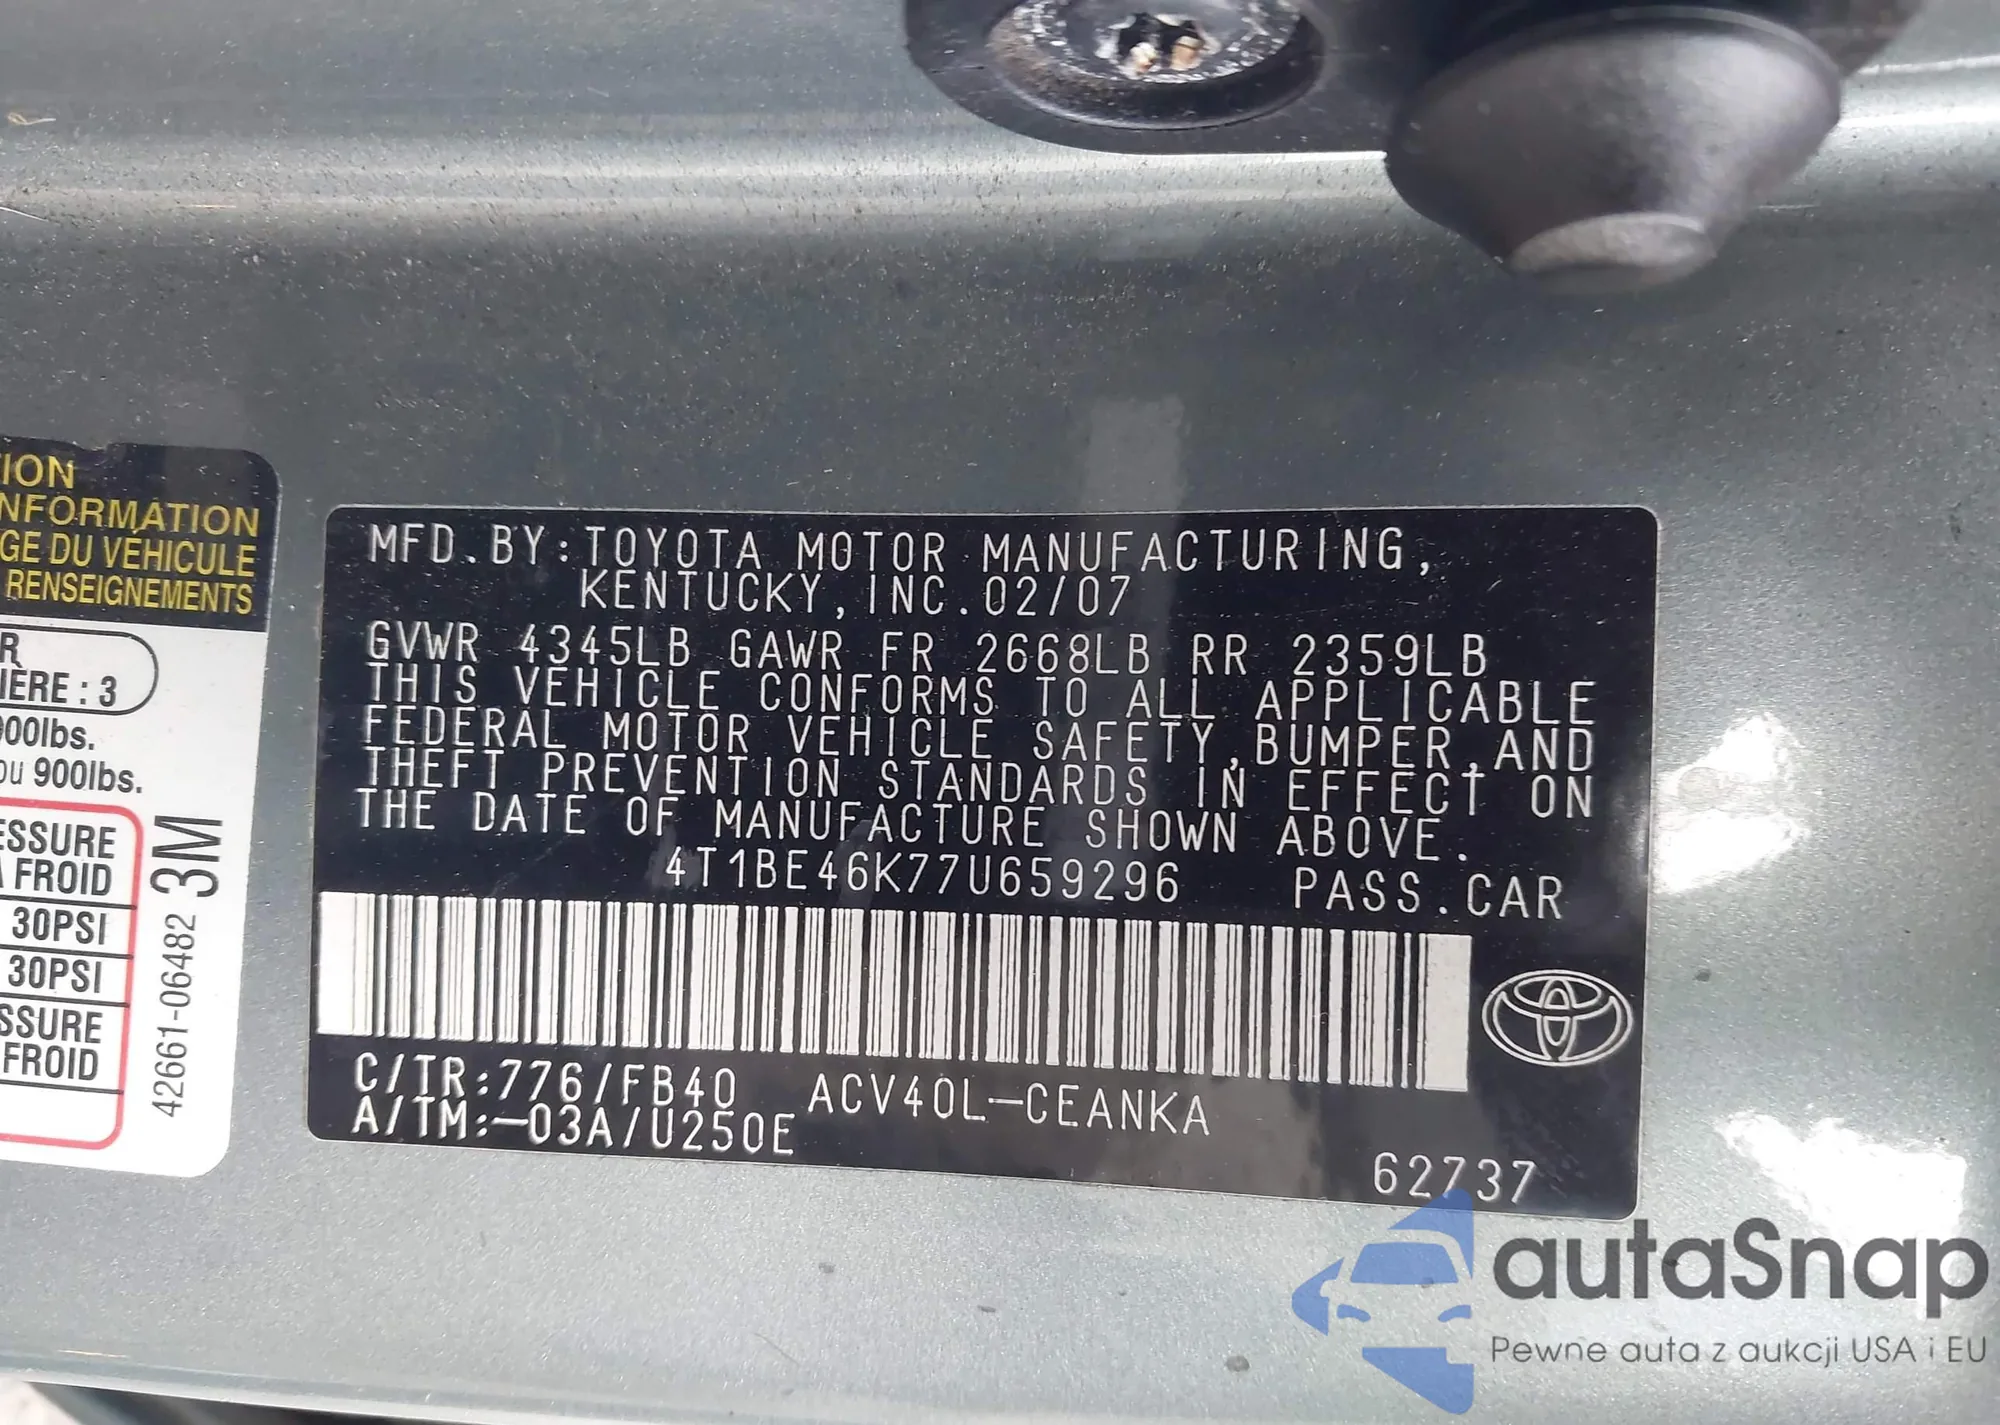 ION
NFORMATION
GE DU VÉHICULE
RENSEIGNEMENTS
R
IÈRE : 3
900lbs.
ou 900lbs.
ESSURE
A FROID
30PSI
30PSI
SSURE
FROID
42661-06482 3M
MFD.BY:TOYOTA MOTOR MANUFACTURING,
KENTUCKY,INC.02/07
GVWR 4345LB GAWR FR 2668LB RR 2359LB
THIS VEHICLE CONFORMS TO ALL APPLICABLE
FEDERAL MOTOR VEHICLE SAFETY,BUMPER,AND
THEFT PREVENTION STANDARDS IN EFFECT ON
THE DATE OF MANUFACTURE SHOWN ABOVE.
4T1BE46K77U659296 PASS.CAR
C/TR:776/FB40 ACV40L-CEANKA
A/TM:-03A/U250E
62737
autoSnap
Pewne auta z aukcji USA i EU